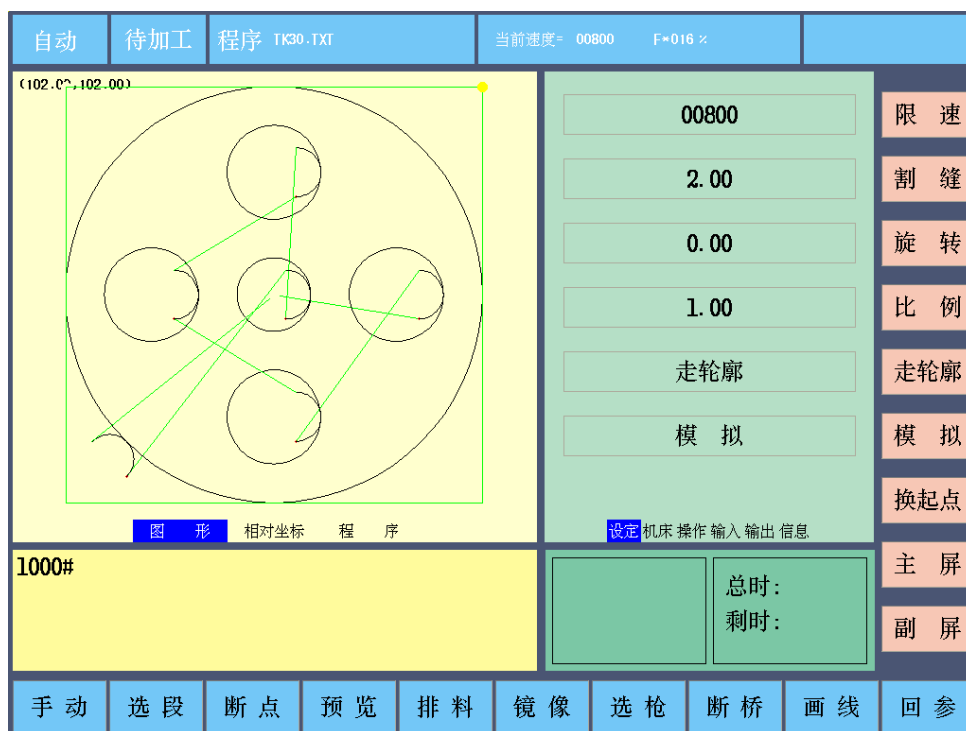 自动 待加工 程序 TK30.TXT 当前速度= 00800 F*016 %
(102.00,102.00)
00800 限 速
2.00 割 缝
0.00 旋 转
1.00 比 例
走轮廓 走轮廓
模 拟 模 拟
换起点
图 形 相对坐标 程 序 设定 机床 操作 输入 输出 信息
1000#
总时: 主 屏
剩时: 副 屏
手 动 选 段 断 点 预 览 排 料 镜 像 选 枪 断 桥 画 线 回 参